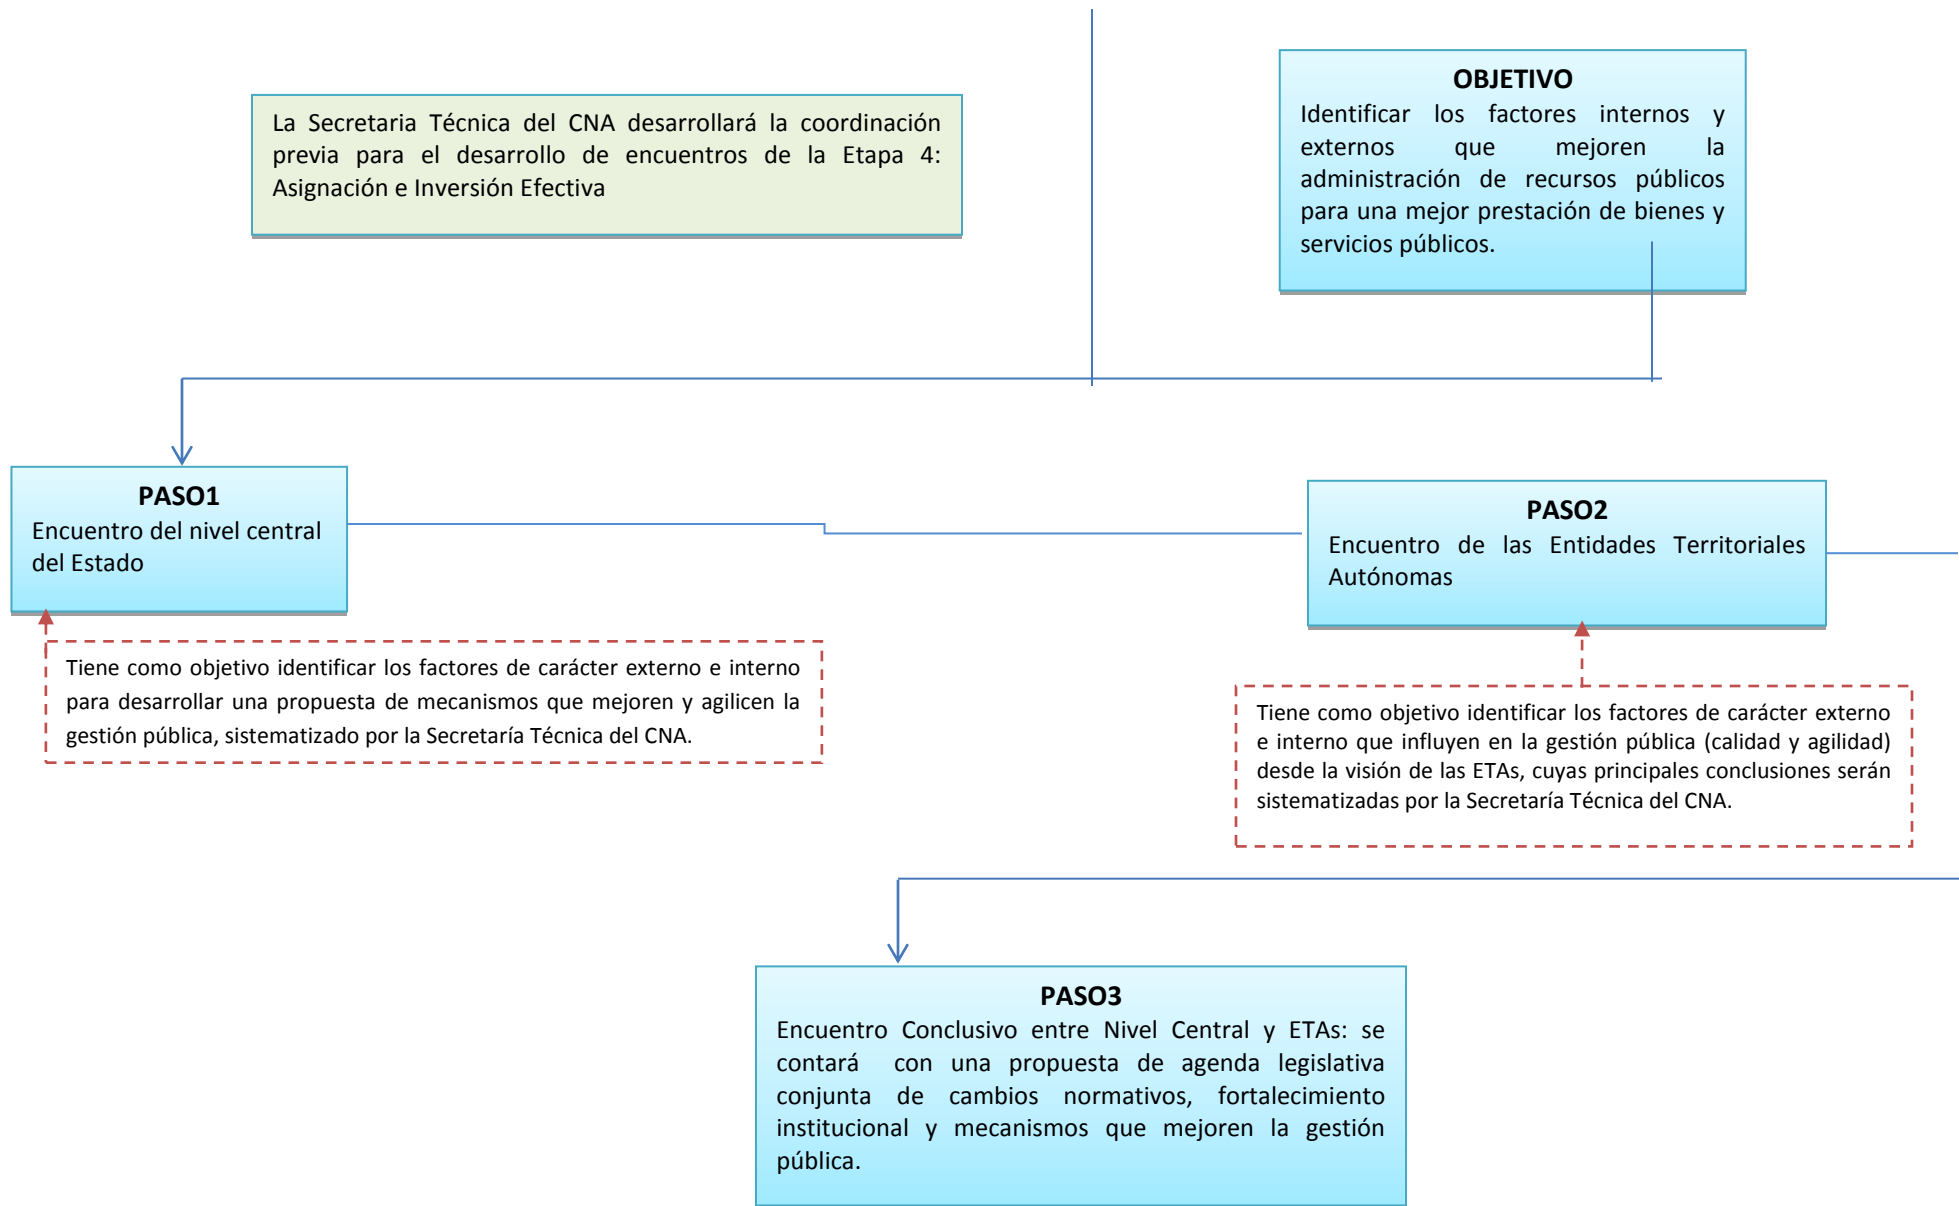 La Secretaria Técnica del CNA desarrollará la coordinación
previa para el desarrollo de encuentros de la Etapa 4:
Asignación e Inversión Efectiva
OBJETIVO
Identificar los factores internos y
externos que mejoren la
administración de recursos públicos
para una mejor prestación de bienes y
servicios públicos.
PASO1
Encuentro del nivel central
del Estado
PASO2
Encuentro de las Entidades Territoriales
Autónomas
Tiene como objetivo identificar los factores de carácter externo e interno
para desarrollar una propuesta de mecanismos que mejoren y agilicen la
gestión pública, sistematizado por la Secretaría Técnica del CNA.
Tiene como objetivo identificar los factores de carácter externo
e interno que influyen en la gestión pública (calidad y agilidad)
desde la visión de las ETAs, cuyas principales conclusiones serán
sistematizadas por la Secretaría Técnica del CNA.
PASO3
Encuentro Conclusivo entre Nivel Central y ETAs: se
contará con una propuesta de agenda legislativa
conjunta de cambios normativos, fortalecimiento
institucional y mecanismos que mejoren la gestión
pública.